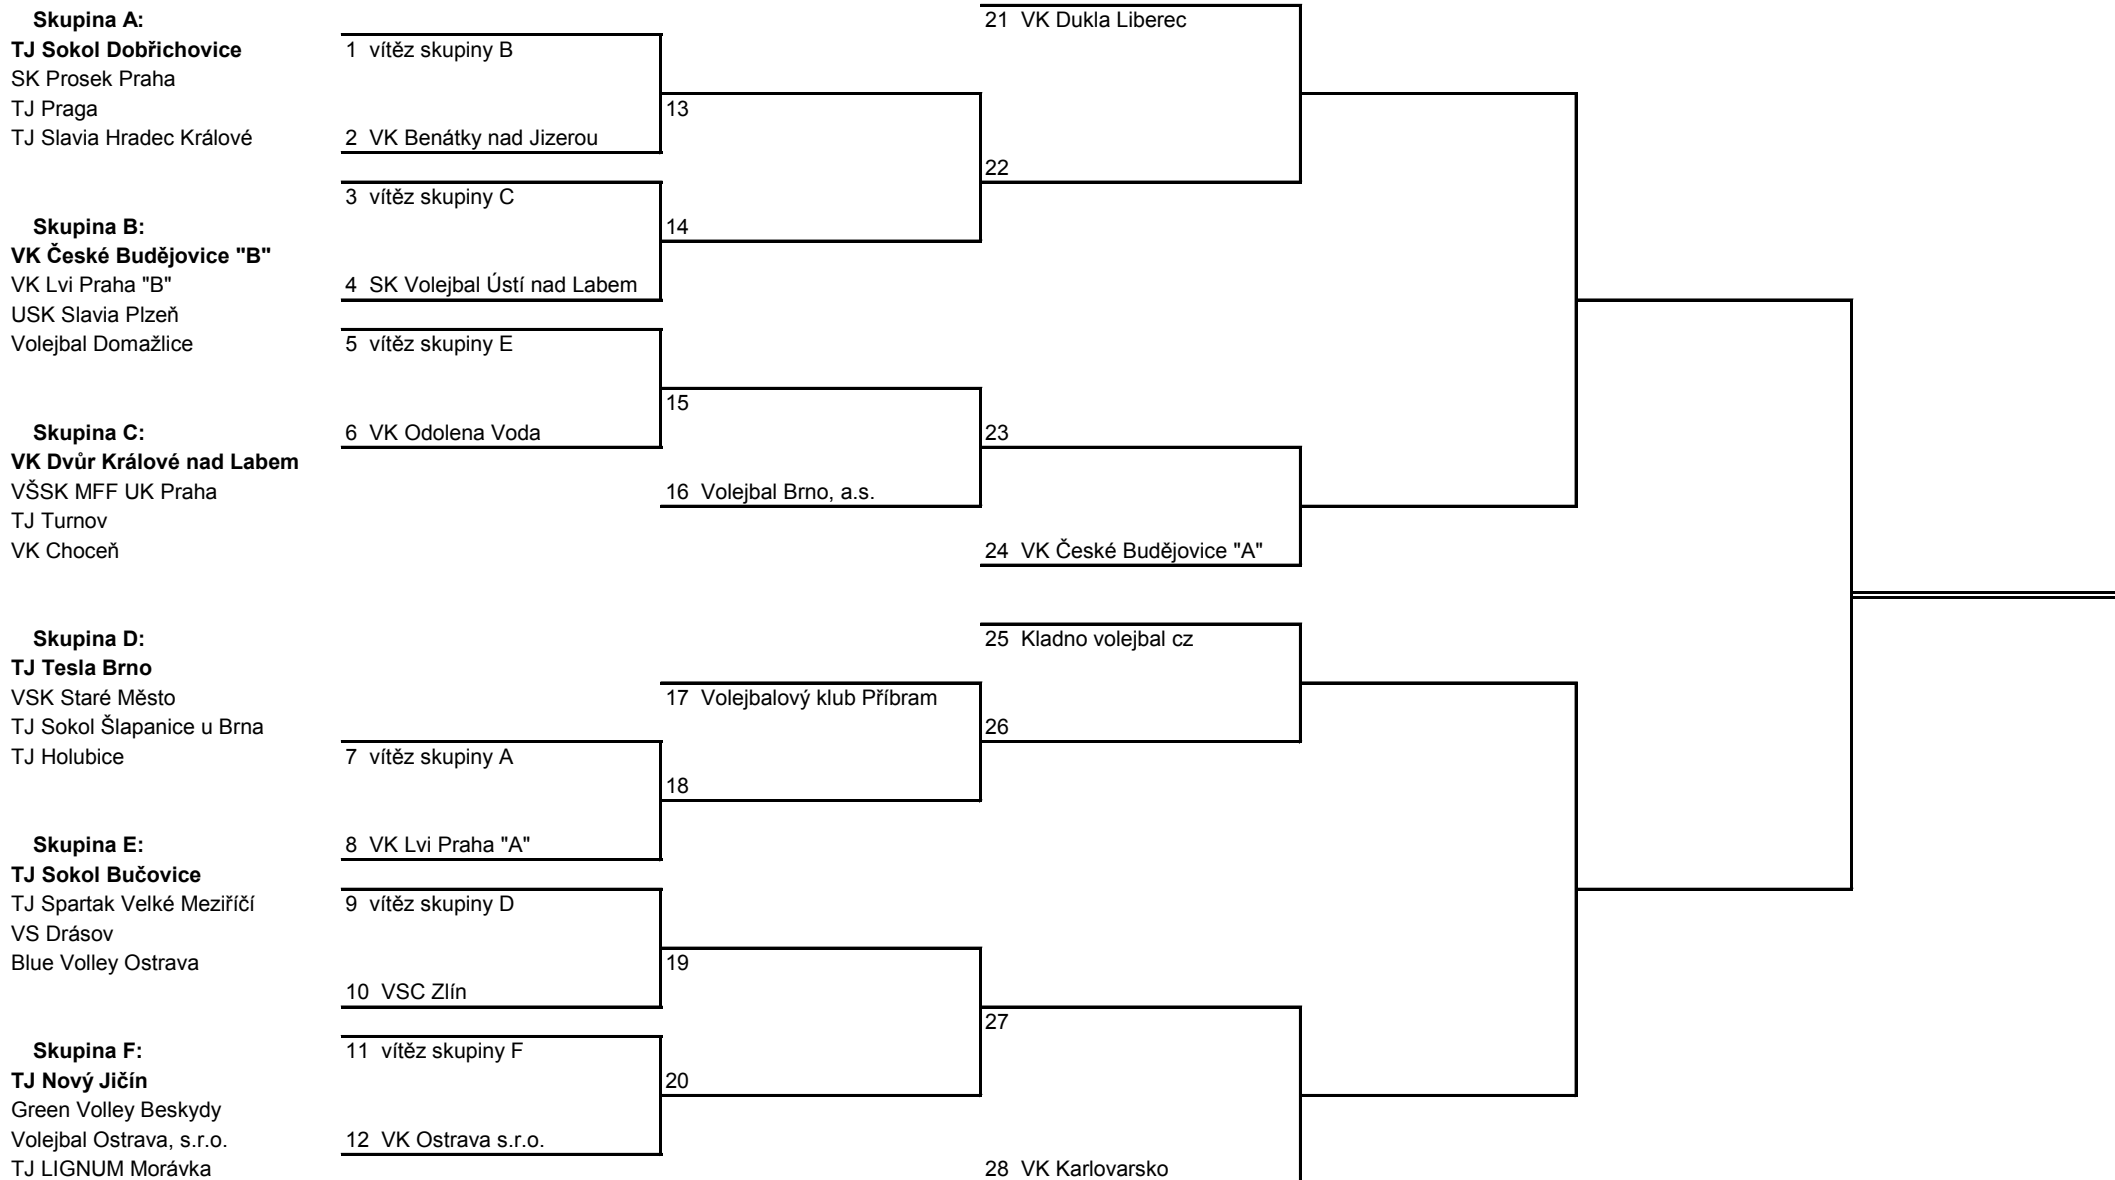 Skupina A:
TJ Sokol Dobřichovice
SK Prosek Praha
TJ Praga
TJ Slavia Hradec Králové
Skupina B:
VK České Budějovice "B"
VK Lvi Praha "B"
USK Slavia Plzeň
Volejbal Domažlice
Skupina C:
VK Dvůr Králové nad Labem
VŠSK MFF UK Praha
TJ Turnov
VK Choceň
Skupina D:
TJ Tesla Brno
VSK Staré Město
TJ Sokol Šlapanice u Brna
TJ Holubice
Skupina E:
TJ Sokol Bučovice
TJ Spartak Velké Meziříčí
VS Drásov
Blue Volley Ostrava
Skupina F:
TJ Nový Jičín
Green Volley Beskydy
Volejbal Ostrava, s.r.o.
TJ LIGNUM Morávka
1 vítěz skupiny B
2 VK Benátky nad Jizerou
3 vítěz skupiny C
4 SK Volejbal Ústí nad Labem
5 vítěz skupiny E
6 VK Odolena Voda
7 vítěz skupiny A
8 VK Lvi Praha "A"
9 vítěz skupiny D
10 VSC Zlín
11 vítěz skupiny F
12 VK Ostrava s.r.o.
13
14
15
16 Volejbal Brno, a.s.
17 Volejbalový klub Příbram
18
19
20
21 VK Dukla Liberec
22
23
24 VK České Budějovice "A"
25 Kladno volejbal cz
26
27
28 VK Karlovarsko